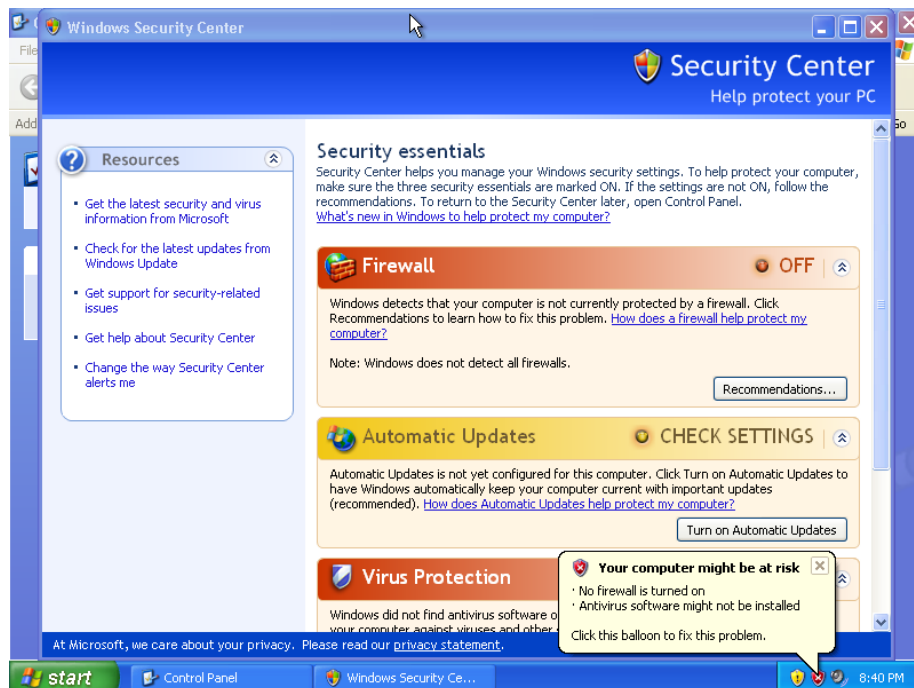 Windows Security Center
File
Security Center
Help protect your PC
Add
Go
Resources
Get the latest security and virus
information from Microsoft
Check for the latest updates from
Windows Update
Get support for security-related
issues
Get help about Security Center
Change the way Security Center
alerts me
Security essentials
Security Center helps you manage your Windows security settings. To help protect your computer,
make sure the three security essentials are marked ON. If the settings are not ON, follow the
recommendations. To return to the Security Center later, open Control Panel.
What's new in Windows to help protect my computer?
Firewall
OFF
Windows detects that your computer is not currently protected by a firewall. Click
Recommendations to learn how to fix this problem. How does a firewall help protect my
computer?
Note: Windows does not detect all firewalls.
Recommendations...
Automatic Updates
CHECK SETTINGS
Automatic Updates is not yet configured for this computer. Click Turn on Automatic Updates to
have Windows automatically keep your computer current with important updates
(recommended). How does Automatic Updates help protect my computer?
Turn on Automatic Updates
Virus Protection
Windows did not find antivirus software o
your computer against viruses and other
Your computer might be at risk
No firewall is turned on
Antivirus software might not be installed
Click this balloon to fix this problem.
At Microsoft, we care about your privacy. Please read our privacy statement.
start
Control Panel
Windows Security Ce...
8:40 PM